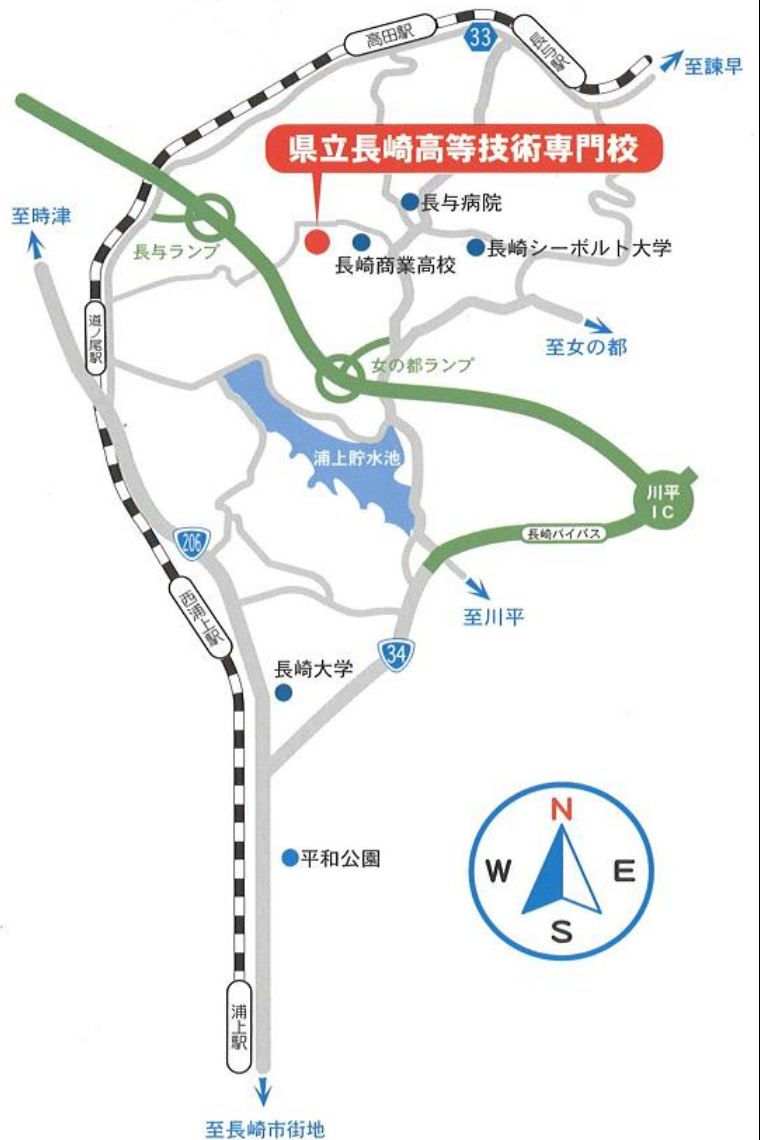 高田駅
33
長与駅
至諫早
県立長崎高等技術専門校
長与病院
至時津
長与ランプ
長崎商業高校
長崎シーボルト大学
道ノ尾駅
至女の都
女の都ランプ
浦上貯水池
川平
IC
長崎バイパス
206
西浦上駅
至川平
34
長崎大学
N
W
E
S
平和公園
浦上駅
至長崎市街地